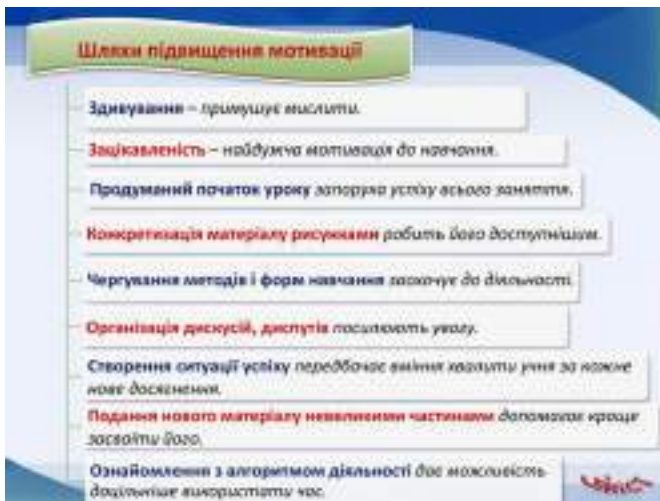 Шляхи підвищення мотивації
Здивування – примушує мислити.
Зацікавленість – найдужча мотивація до навчання.
Продуманий початок уроку запорука успіху всього заняття.
Конкретизація матеріалу рисунками робить його доступнішим.
Чергування методів і форм навчання заохочує до діяльності.
Організація дискусій, диспутів посилюють увагу.
Створення ситуації успіху передбачає вміння хвалити учня за кожне
нове досягнення.
Подання нового матеріалу невеликими частинами допомагає краще
засвоїти його.
Ознайомлення з алгоритмом діяльності дає можливість
доцільніше використати час.